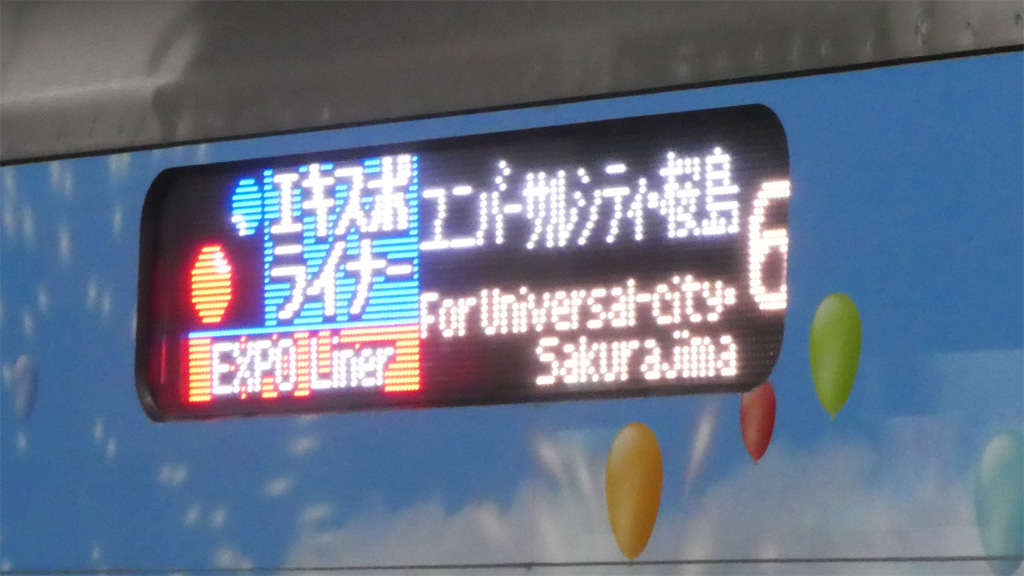 エキスポ
ライナー
EXPO Liner
ユニバーサルシティ・桜島
For Universal-city・
Sakurajima
6